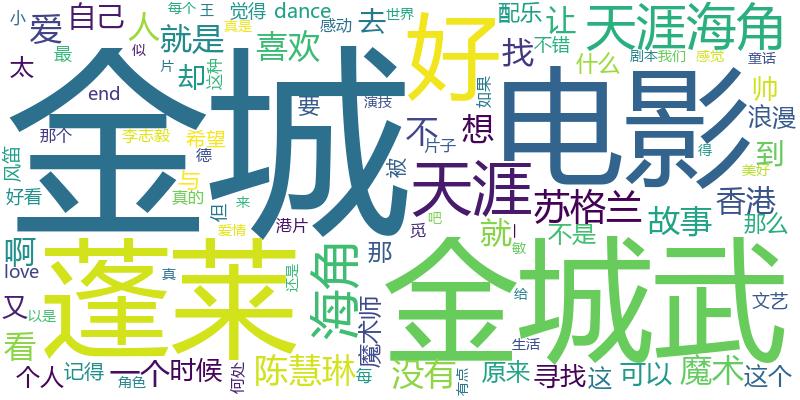 小 爱 自己 人 每个 王 觉得 dance 感动 世界 去 配乐 让 天涯海角
太 最 似 就是 真是 喜欢 好 找 不错 什么 剧本 我们 感觉 童话
片 却 这种 电影 帅
end 金城 要 演技 如果 浪漫
那个 李志毅 希望 不 想 片子 得 到
风笛 好看 与 德 真的 但 来 被 天涯 苏格兰 香港 美好
爱情 港片 觅 吧 就 故事 那么
啊 蓬莱 海角 那 | 敏 不是
love 真 还是 金城武
又 以是 魔术师 给 文艺
看 生活
个人 记得 一个 时候 何处 陈慧琳 每 没有 有点 原来 寻找 这 可以 魔术 这个
角色